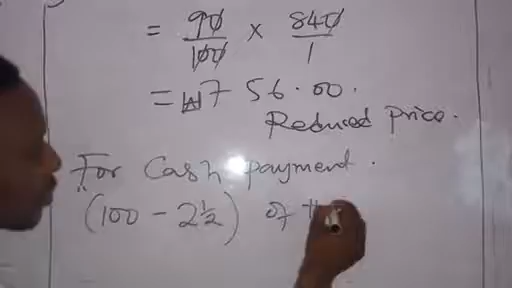 = 90/100 × 840/1
= ₦756.00.
Reduced price.
For Cash payment.
(100 - 2½) of